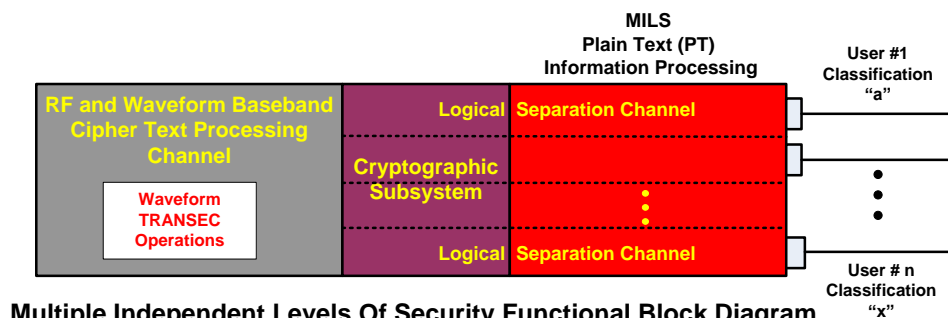 MILS
Plain Text (PT)
Information Processing
User #1
Classification
“a”
RF and Waveform Baseband
Cipher Text Processing
Channel
Waveform
TRANSEC
Operations
Logical Separation Channel
Cryptographic
Subsystem
Logical Separation Channel
User # n
Classification
“x”
Multiple Independent Levels Of Security Functional Block Diagram